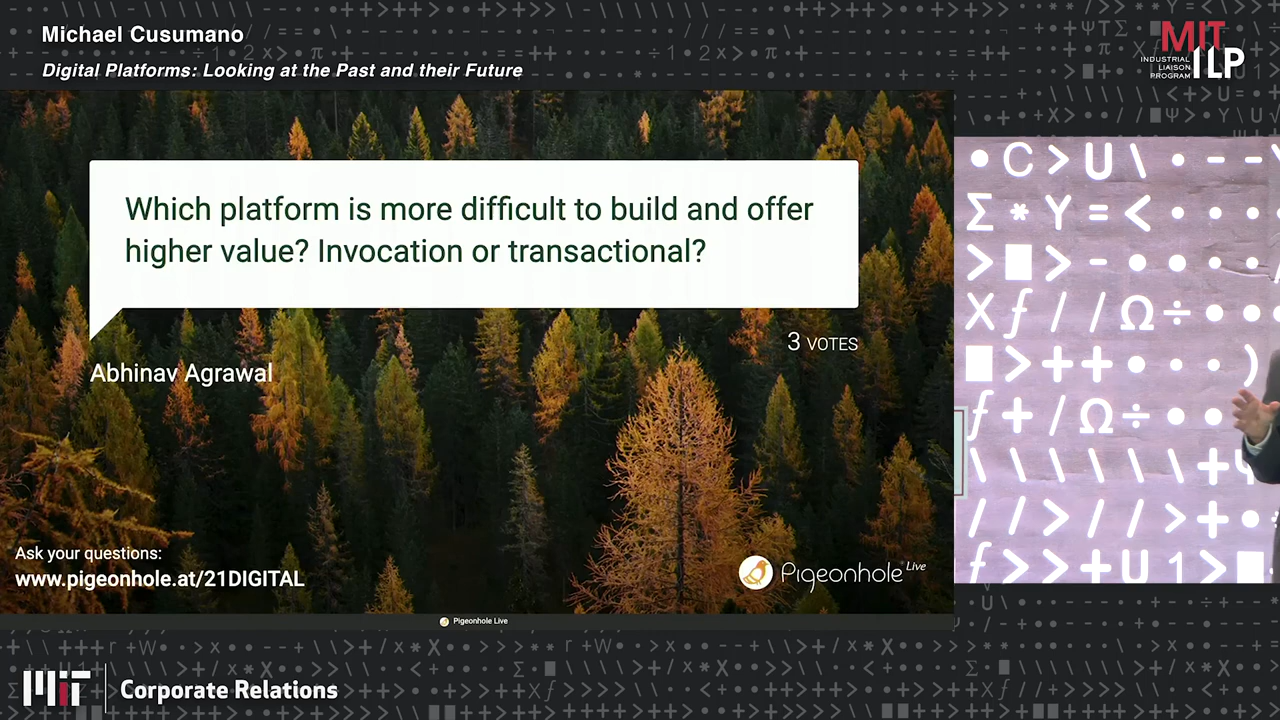 Michael Cusumano
Digital Platforms: Looking at the Past and their Future
MIT
INDUSTRIAL
LIAISON
PROGRAM
ILP
Which platform is more difficult to build and offer
higher value? Invocation or transactional?
3 VOTES
Abhinav Agrawal
Ask your questions:
www.pigeonhole.at/21DIGITAL
Pigeonhole Live
Pigeonhole Live
MIT
Corporate Relations